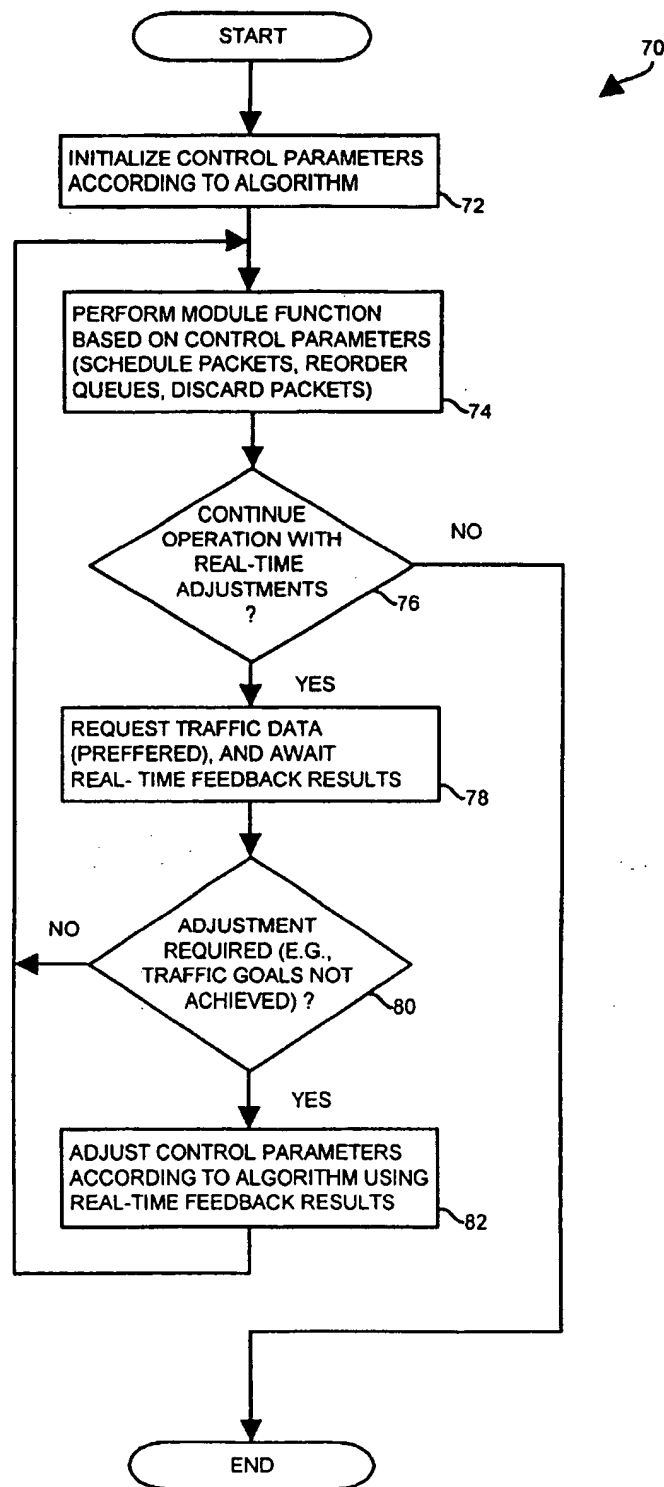 START
70
INITIALIZE CONTROL PARAMETERS
ACCORDING TO ALGORITHM
72
PERFORM MODULE FUNCTION
BASED ON CONTROL PARAMETERS
(SCHEDULE PACKETS, REORDER
QUEUES, DISCARD PACKETS)
74
CONTINUE
OPERATION WITH
REAL-TIME
ADJUSTMENTS
?
NO
76
YES
REQUEST TRAFFIC DATA
(PREFFERED), AND AWAIT
REAL- TIME FEEDBACK RESULTS
78
NO
ADJUSTMENT
REQUIRED (E.G.,
TRAFFIC GOALS NOT
ACHIEVED) ?
80
YES
ADJUST CONTROL PARAMETERS
ACCORDING TO ALGORITHM USING
REAL-TIME FEEDBACK RESULTS
82
END